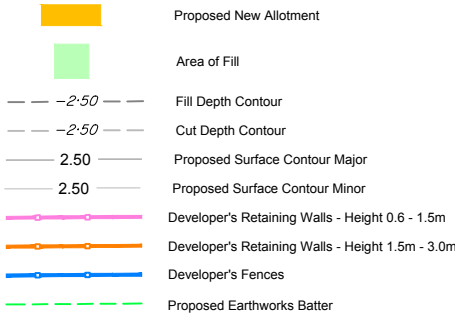 Proposed New Allotment
Area of Fill
-2.50 Fill Depth Contour
-2.50 Cut Depth Contour
2.50 Proposed Surface Contour Major
2.50 Proposed Surface Contour Minor
Developer's Retaining Walls - Height 0.6 - 1.5m
Developer's Retaining Walls - Height 1.5m - 3.0m
Developer's Fences
Proposed Earthworks Batter